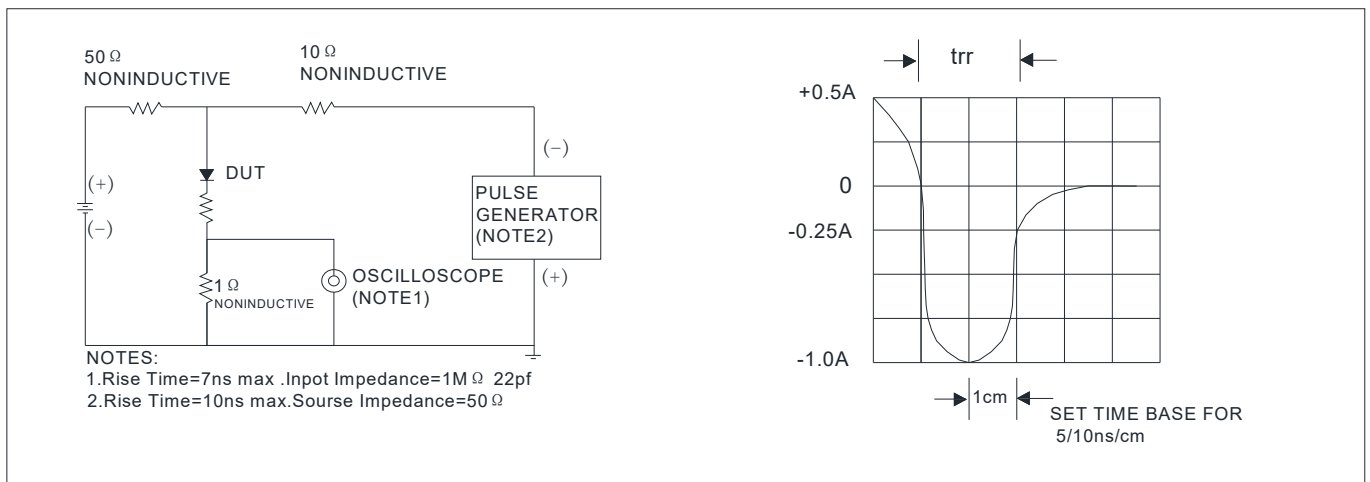 50 Ω
NONINDUCTIVE
10 Ω
NONINDUCTIVE
(+)
(−)
DUT
1 Ω
NONINDUCTIVE
OSCILLOSCOPE
(NOTE1)
(−)
PULSE
GENERATOR
(NOTE2)
(+)
NOTES:
1.Rise Time=7ns max .Inpot Impedance=1M Ω 22pf
2.Rise Time=10ns max.Sourse Impedance=50 Ω
trr
+0.5A
0
-0.25A
-1.0A
1cm
SET TIME BASE FOR
5/10ns/cm